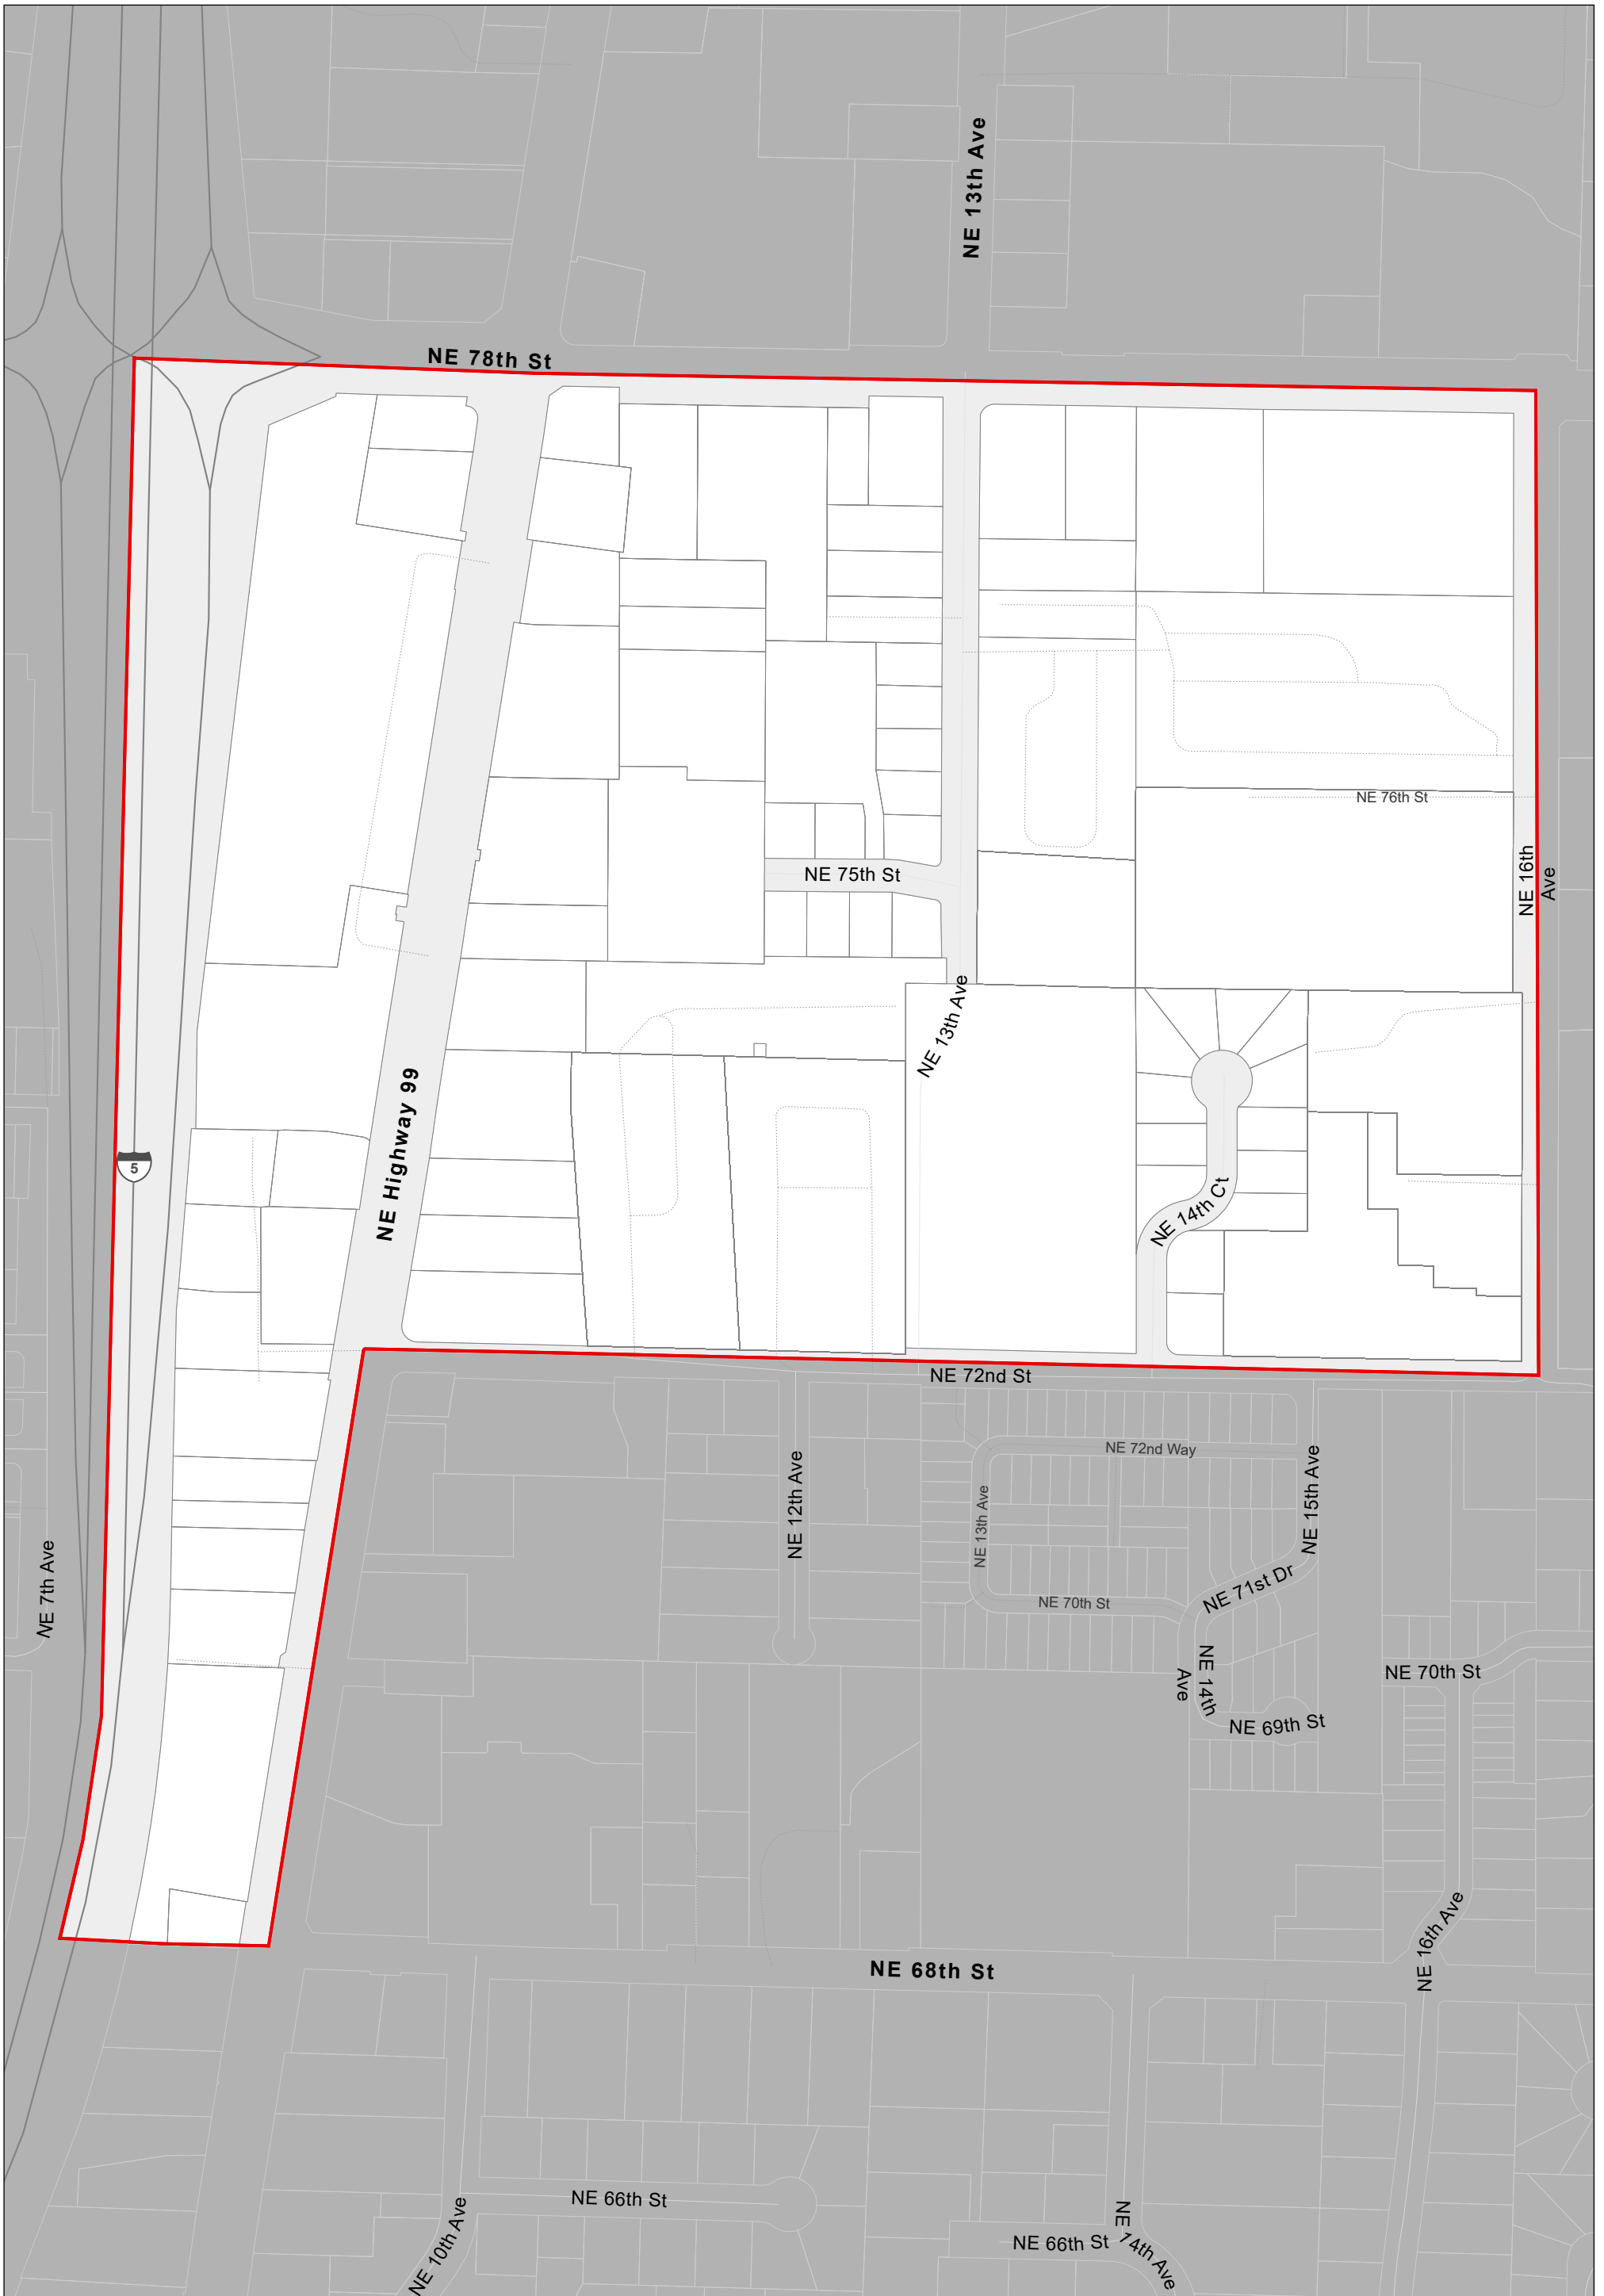 NE 13th Ave
NE 78th St
NE 76th St
NE 16th
Ave
NE 75th St
NE 13th Ave
NE Highway 99
5
NE 14th Ct
NE 72nd St
NE 72nd Way
NE 12th Ave
NE 15th Ave
NE 13th Ave
NE 7th Ave
NE 71st Dr
NE 70th St
NE 14th
Ave
NE 70th St
NE 69th St
NE 16th Ave
NE 68th St
NE 66th St
NE 10th Ave
NE 66th St
NE 14th Ave